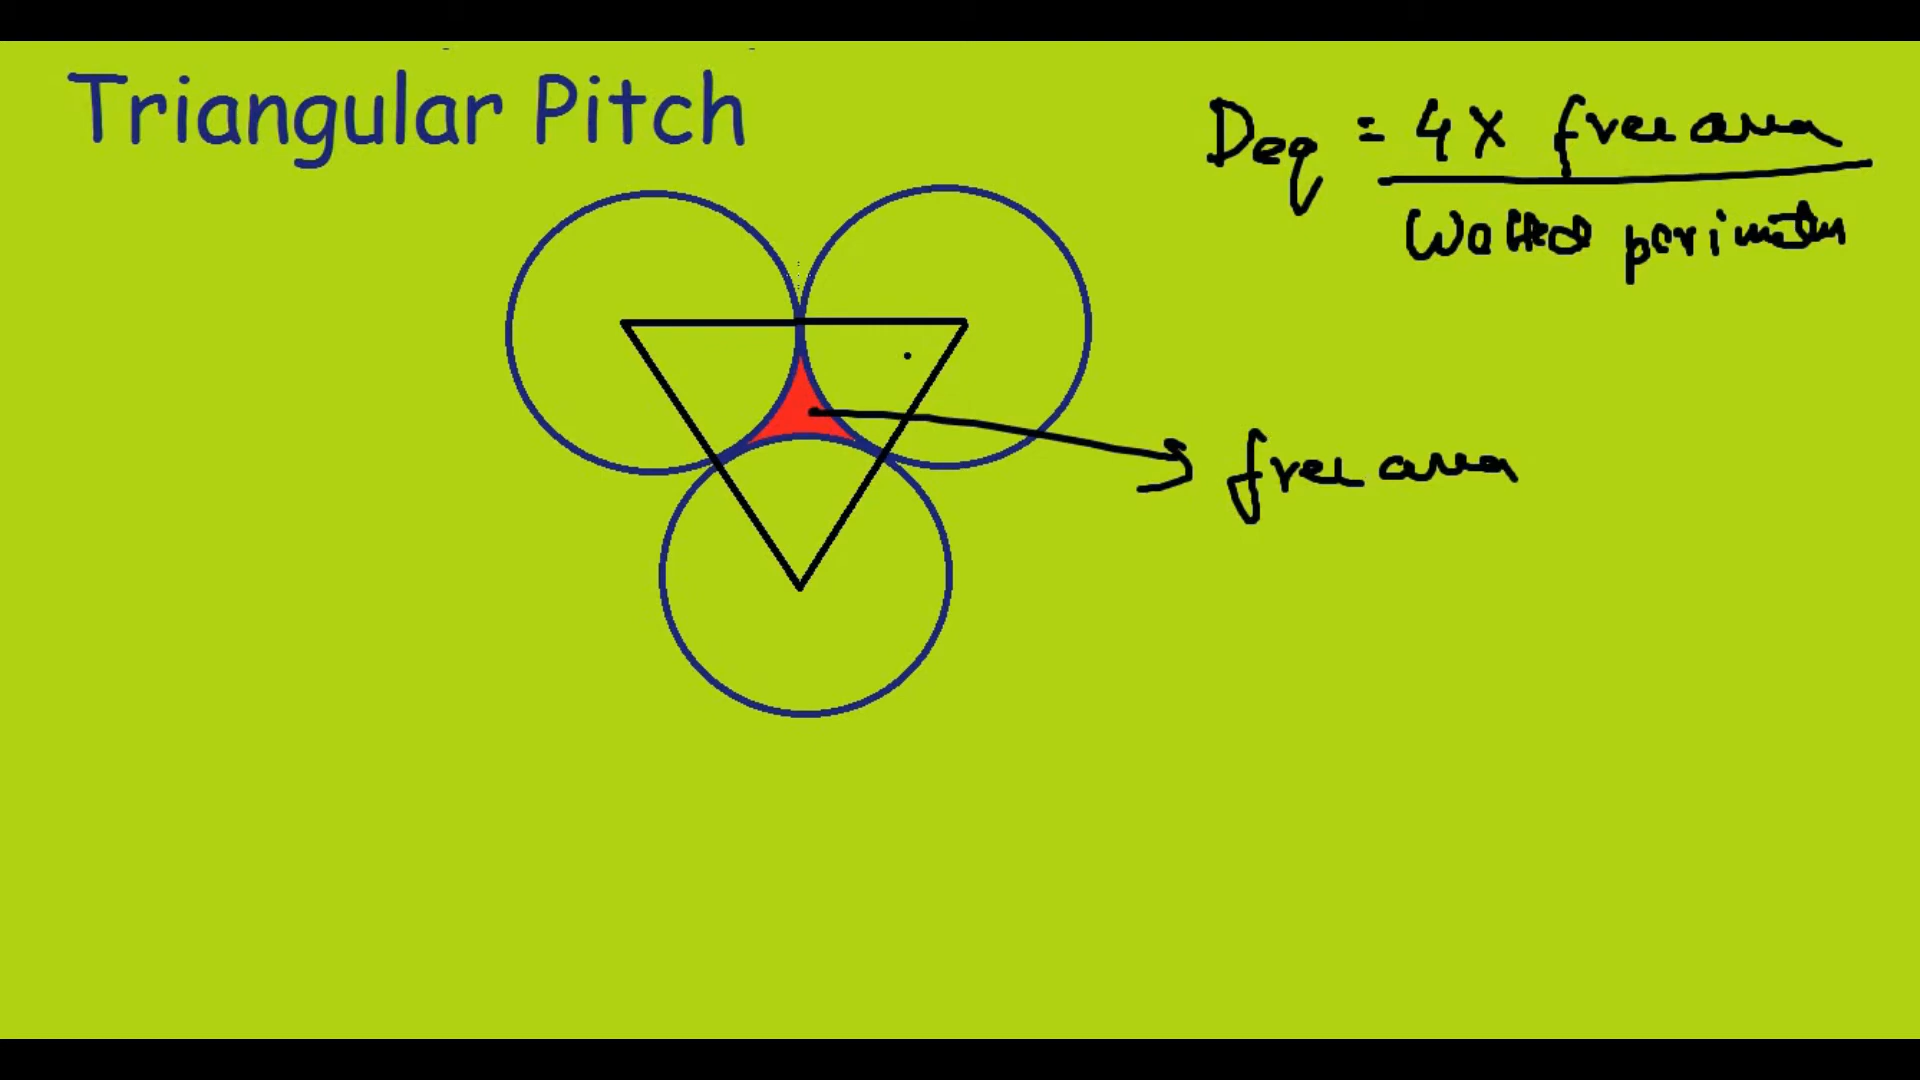 Triangular Pitch
Deq = 4 X free area
Wetted perimeter
free area